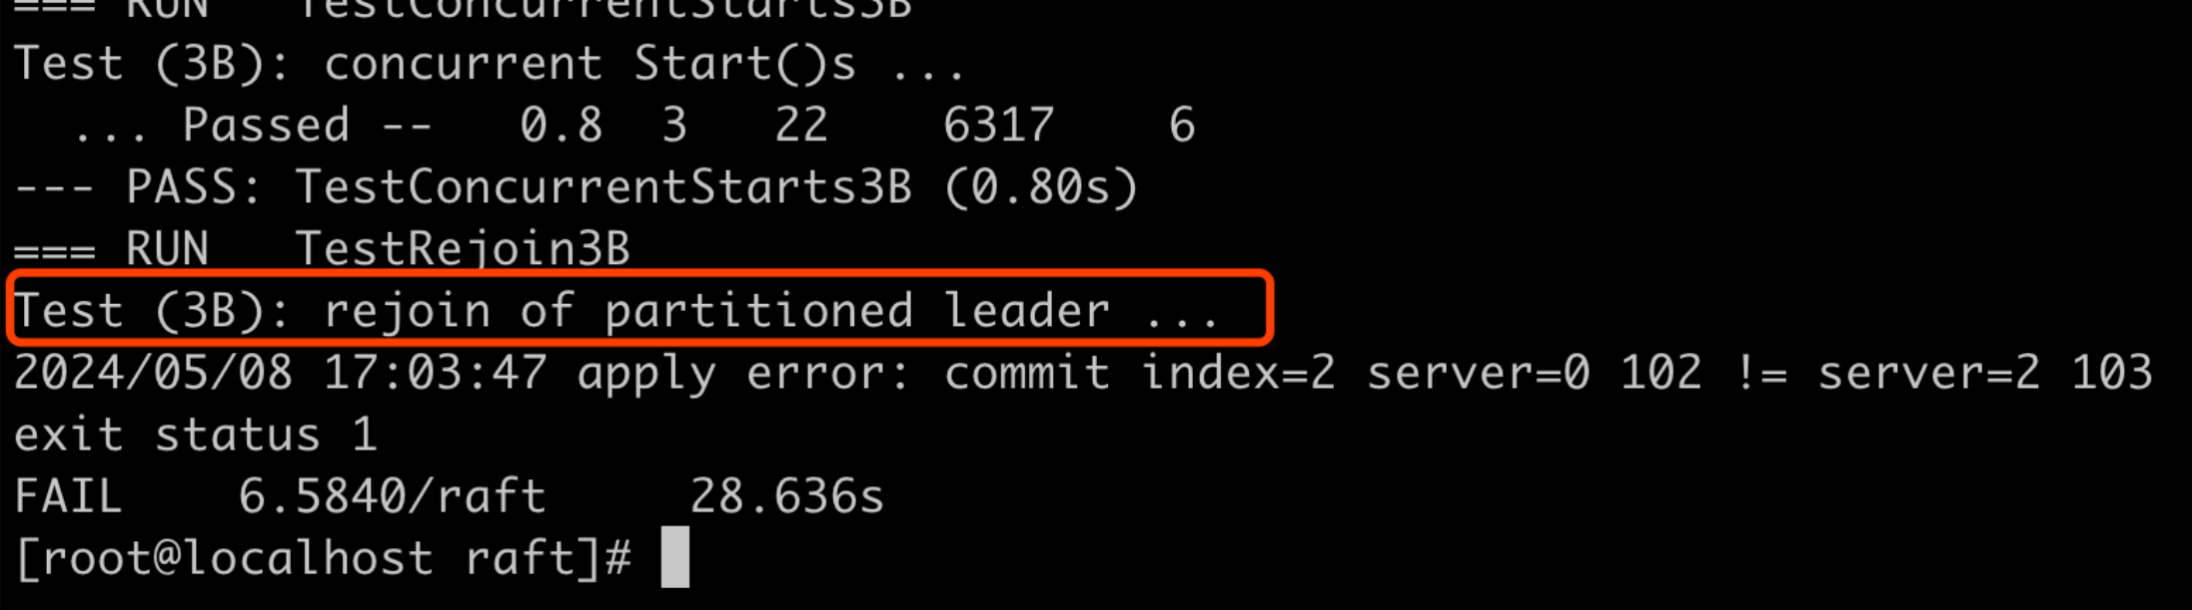 === RUN   TestConcurrentStarts3B
Test (3B): concurrent Start()s ...
  ... Passed --   0.8  3   22    6317    6
--- PASS: TestConcurrentStarts3B (0.80s)
=== RUN   TestRejoin3B
Test (3B): rejoin of partitioned leader ...
2024/05/08 17:03:47 apply error: commit index=2 server=0 102 != server=2 103
exit status 1
FAIL    6.5840/raft     28.636s
[root@localhost raft]#